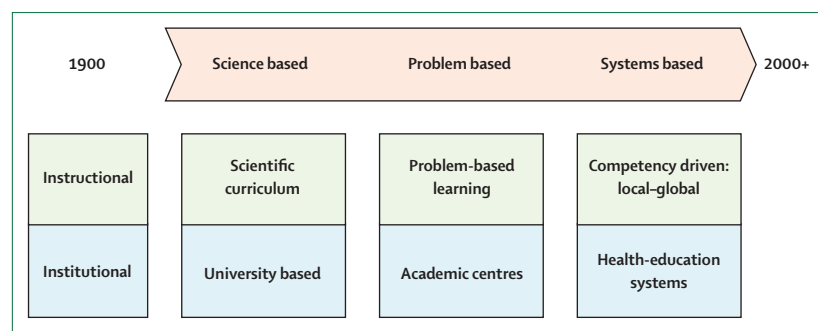 1900
Science based
Problem based
Systems based
2000+
Instructional
Scientific
curriculum
Problem-based
learning
Competency driven:
local–global
Institutional
University based
Academic centres
Health-education
systems